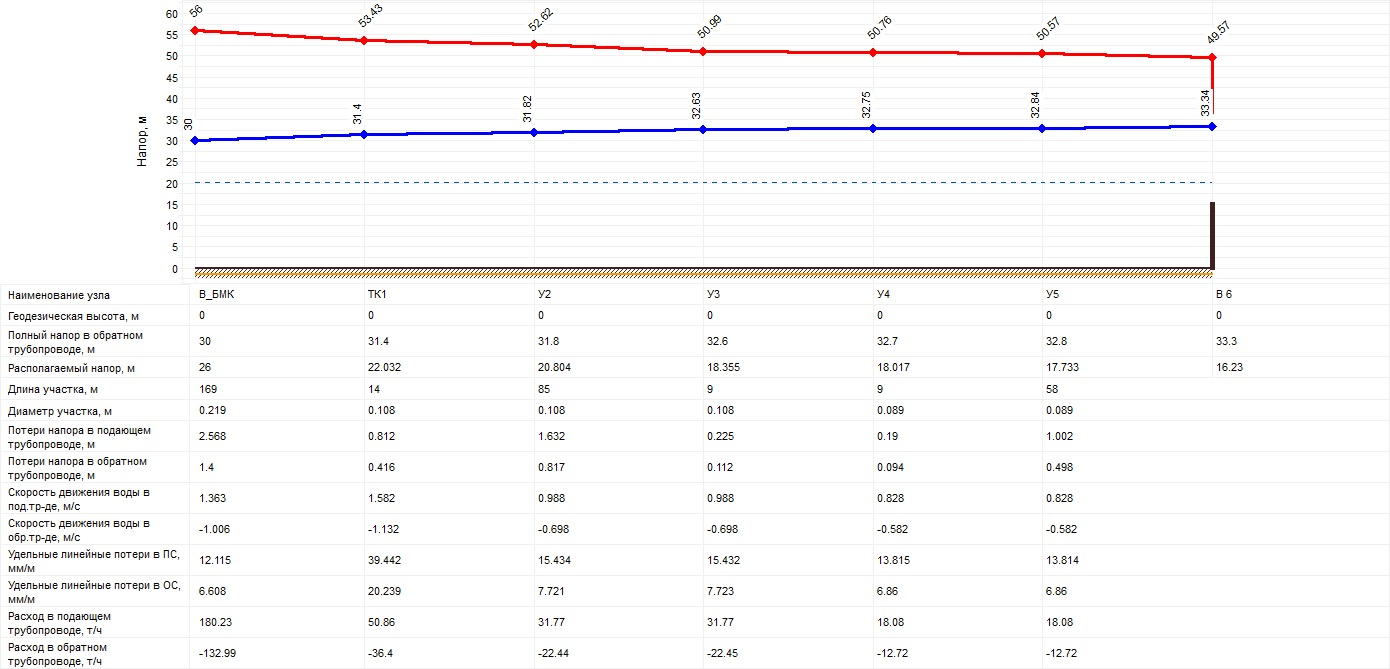 56
53.43
52.62
50.99
50.76
50.57
49.57
60
55
50
45
40
35
30
25
20
15
10
5
0
Напор, м
30
31.4
31.82
32.63
32.75
32.84
33.34
Наименование узла В_БМК ТК1 У2 У3 У4 У5 В 6
Геодезическая высота, м 0 0 0 0 0 0 0
Полный напор в обратном
трубопроводе, м 30 31.4 31.8 32.6 32.7 32.8 33.3
Располагаемый напор, м 26 22.032 20.804 18.355 18.017 17.733 16.23
Длина участка, м 169 14 85 9 9 58
Диаметр участка, м 0.219 0.108 0.108 0.108 0.089 0.089
Потери напора в подающем
трубопроводе, м 2.568 0.812 1.632 0.225 0.19 1.002
Потери напора в обратном
трубопроводе, м 1.4 0.416 0.817 0.112 0.094 0.498
Скорость движения воды в
под.тр-де, м/с 1.363 1.582 0.988 0.988 0.828 0.828
Скорость движения воды в
обр.тр-де, м/с -1.006 -1.132 -0.698 -0.698 -0.582 -0.582
Удельные линейные потери в ПС,
мм/м 12.115 39.442 15.434 15.432 13.815 13.814
Удельные линейные потери в ОС,
мм/м 6.608 20.239 7.721 7.723 6.86 6.86
Расход в подающем
трубопроводе, т/ч 180.23 50.86 31.77 31.77 18.08 18.08
Расход в обратном
трубопроводе, т/ч -132.99 -36.4 -22.44 -22.45 -12.72 -12.72